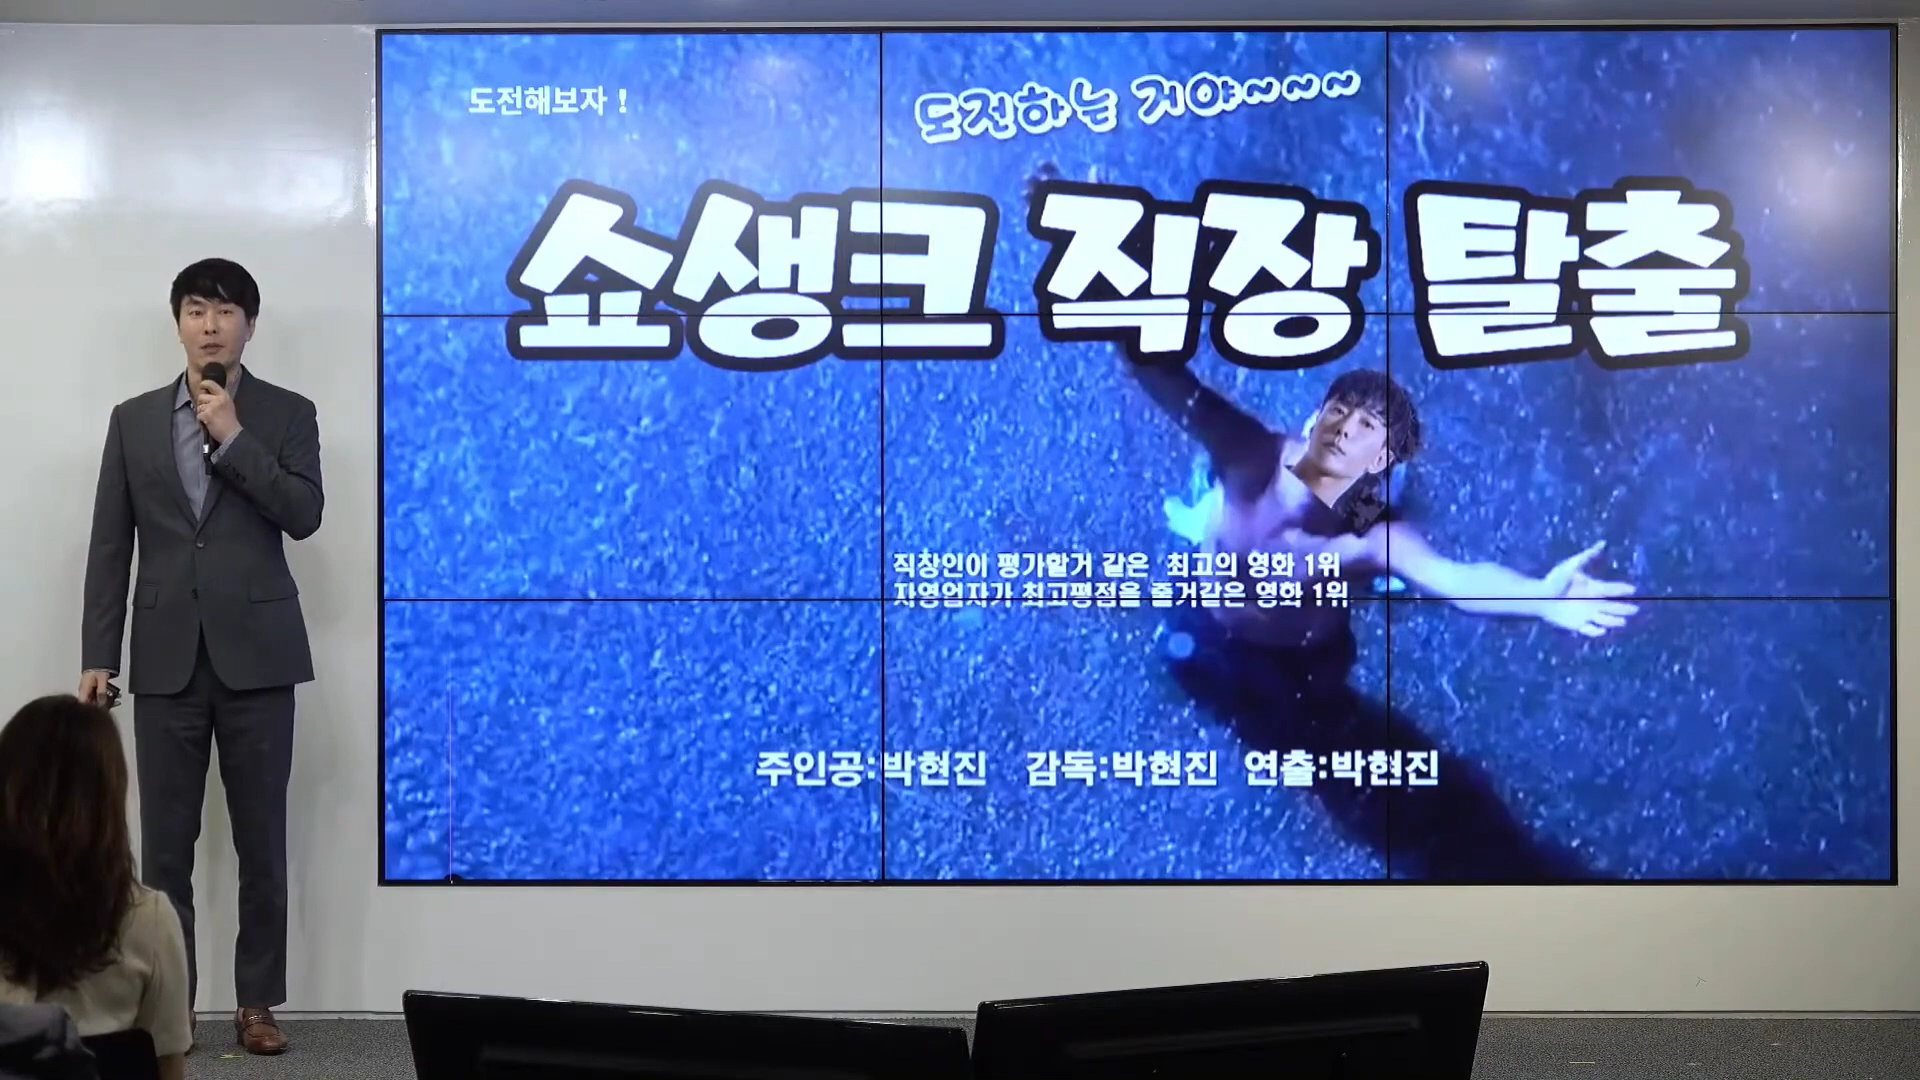 도전해보자 !
도전하는 거야~~~~
쇼생크 직장 탈출
직장인이 평가할거 같은 최고의 영화 1위
자영업자가 최고평점을 줄거같은 영화 1위
주인공:박현진 감독:박현진 연출:박현진